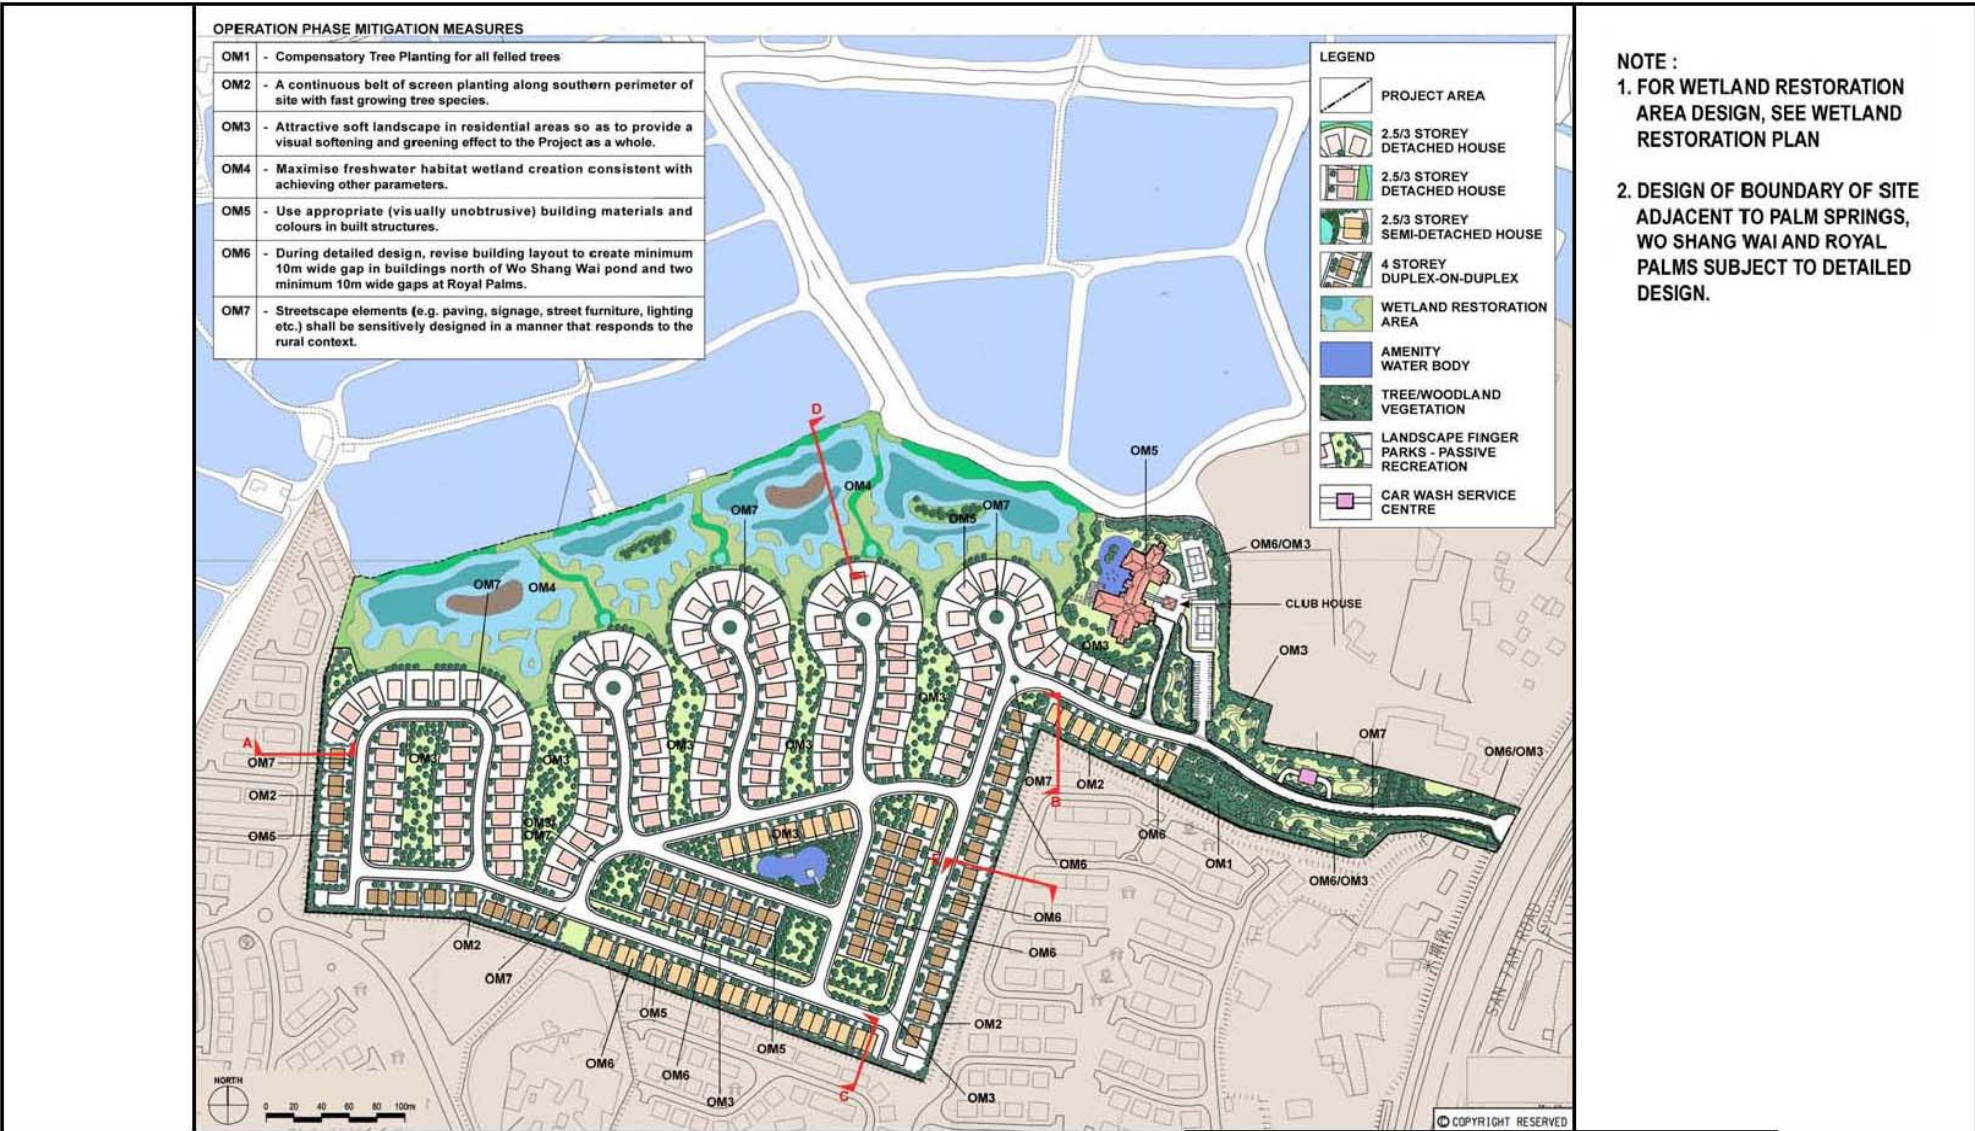 OPERATION PHASE MITIGATION MEASURES
OM1 - Compensatory Tree Planting for all felled trees
OM2 - A continuous belt of screen planting along southern perimeter of
site with fast growing tree species.
OM3 - Attractive soft landscape in residential areas so as to provide a
visual softening and greening effect to the Project as a whole.
OM4 - Maximise freshwater habitat wetland creation consistent with
achieving other parameters.
OM5 - Use appropriate (visually unobtrusive) building materials and
colours in built structures.
OM6 - During detailed design, revise building layout to create minimum
10m wide gap in buildings north of Wo Shang Wai pond and two
minimum 10m wide gaps at Royal Palms.
OM7 - Streetscape elements (e.g. paving, signage, street furniture, lighting
etc.) shall be sensitively designed in a manner that responds to the
rural context.
LEGEND
PROJECT AREA
2.5/3 STOREY
DETACHED HOUSE
2.5/3 STOREY
DETACHED HOUSE
2.5/3 STOREY
SEMI-DETACHED HOUSE
4 STOREY
DUPLEX-ON-DUPLEX
WETLAND RESTORATION
AREA
AMENITY
WATER BODY
TREE/WOODLAND
VEGETATION
LANDSCAPE FINGER
PARKS - PASSIVE
RECREATION
CAR WASH SERVICE
CENTRE
NOTE :
1. FOR WETLAND RESTORATION
AREA DESIGN, SEE WETLAND
RESTORATION PLAN
2. DESIGN OF BOUNDARY OF SITE
ADJACENT TO PALM SPRINGS,
WO SHANG WAI AND ROYAL
PALMS SUBJECT TO DETAILED
DESIGN.
D
OM5
OM4
OM7
OM7
OM5
OM6/OM3
OM7
OM4
CLUB HOUSE
OM3
OM3
OM3
OM7
A
OM3
OM3
OM3
OM3
OM6/OM3
OM7
OM7
OM2
OM2
B
OM3/
OM7
OM3
OM6
OM5
OM6
OM1
OM6/OM3
OM6
OM2
OM6
OM7
OM5
OM2
OM5
OM6
OM6
OM3
C
OM3
SAN TAM ROAD
NORTH
0 20 40 60 80 100m
© COPYRIGHT RESERVED